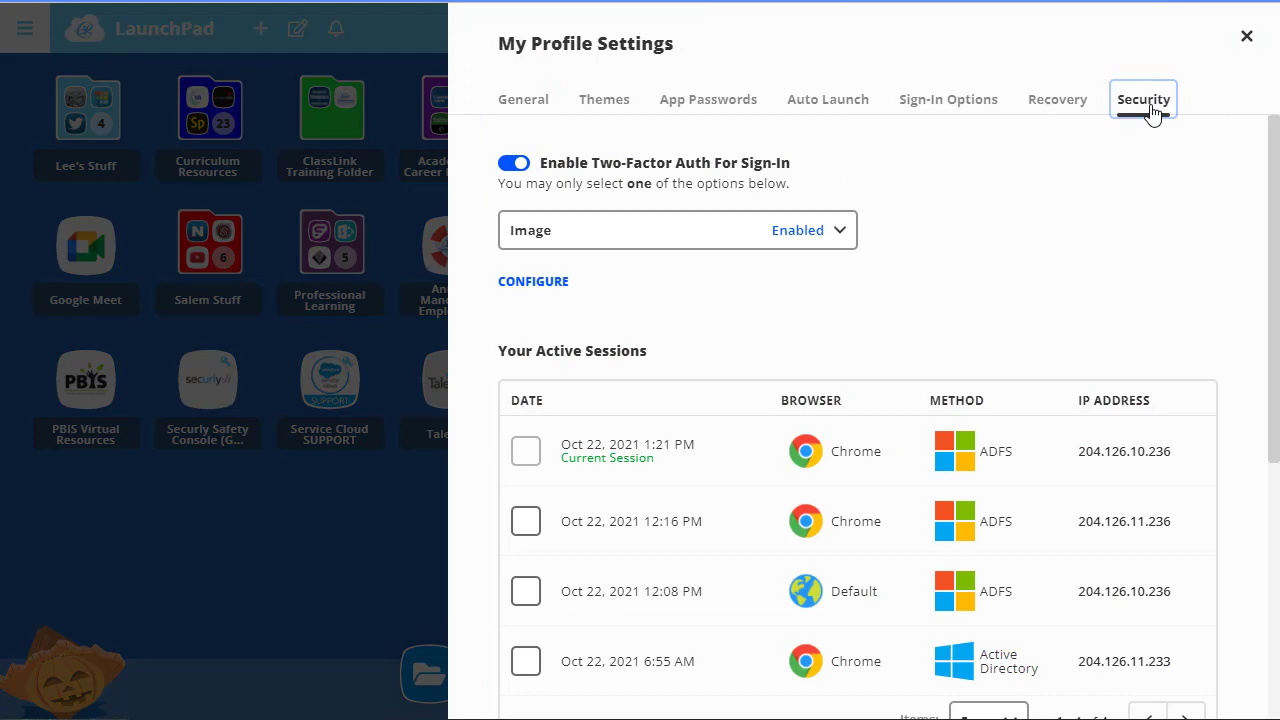 LaunchPad
My Profile Settings
General Themes App Passwords Auto Launch Sign-In Options Recovery Security
Enable Two-Factor Auth For Sign-In
You may only select one of the options below.
Image Enabled
CONFIGURE
Your Active Sessions
DATE BROWSER METHOD IP ADDRESS
Oct 22, 2021 1:21 PM
Current Session
Chrome ADFS 204.126.10.236
Oct 22, 2021 12:16 PM Chrome ADFS 204.126.11.236
Oct 22, 2021 12:08 PM Default ADFS 204.126.10.236
Oct 22, 2021 6:55 AM Chrome Active
Directory
204.126.11.233
Items:
4
Lee's Stuff
Sp 23
Curriculum
Resources
ClassLink
Training Folder
Career
Google Meet
6
Salem Stuff
5
Professional
Learning
PBIS
PBIS Virtual
Resources
securly://
Securly Safety
Console (G...
SUPPORT
Service Cloud
SUPPORT
Tale